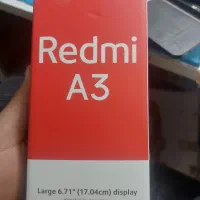 Redmi
A3
Large 6.71" (17.04cm) display